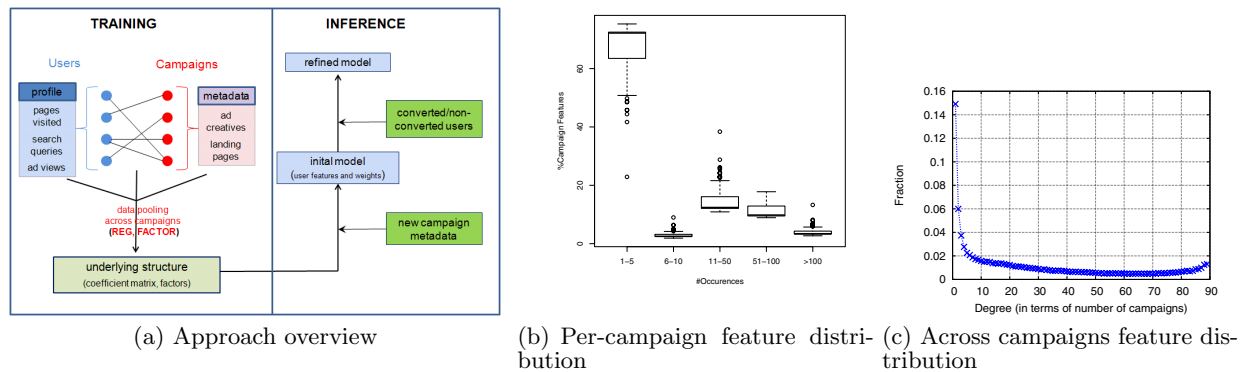 TRAINING
INFERENCE
Users
Campaigns
profile
pages
visited
search
queries
ad views
metadata
ad
creatives
landing
pages
data pooling
across campaigns
(REG, FACTOR)
underlying structure
(coefficient matrix, factors)
refined model
converted/non-
converted users
inital model
(user features and weights)
new campaign
metadata
(a) Approach overview
%Campaign Features
60
40
20
0
1−5
6−10
11−50
51−100
>100
#Occurences
(b) Per-campaign feature distri-
bution
Fraction
0.16
0.14
0.12
0.1
0.08
0.06
0.04
0.02
0
0 10 20 30 40 50 60 70 80 90
Degree (in terms of number of campaigns)
(c) Across campaigns feature dis-
tribution